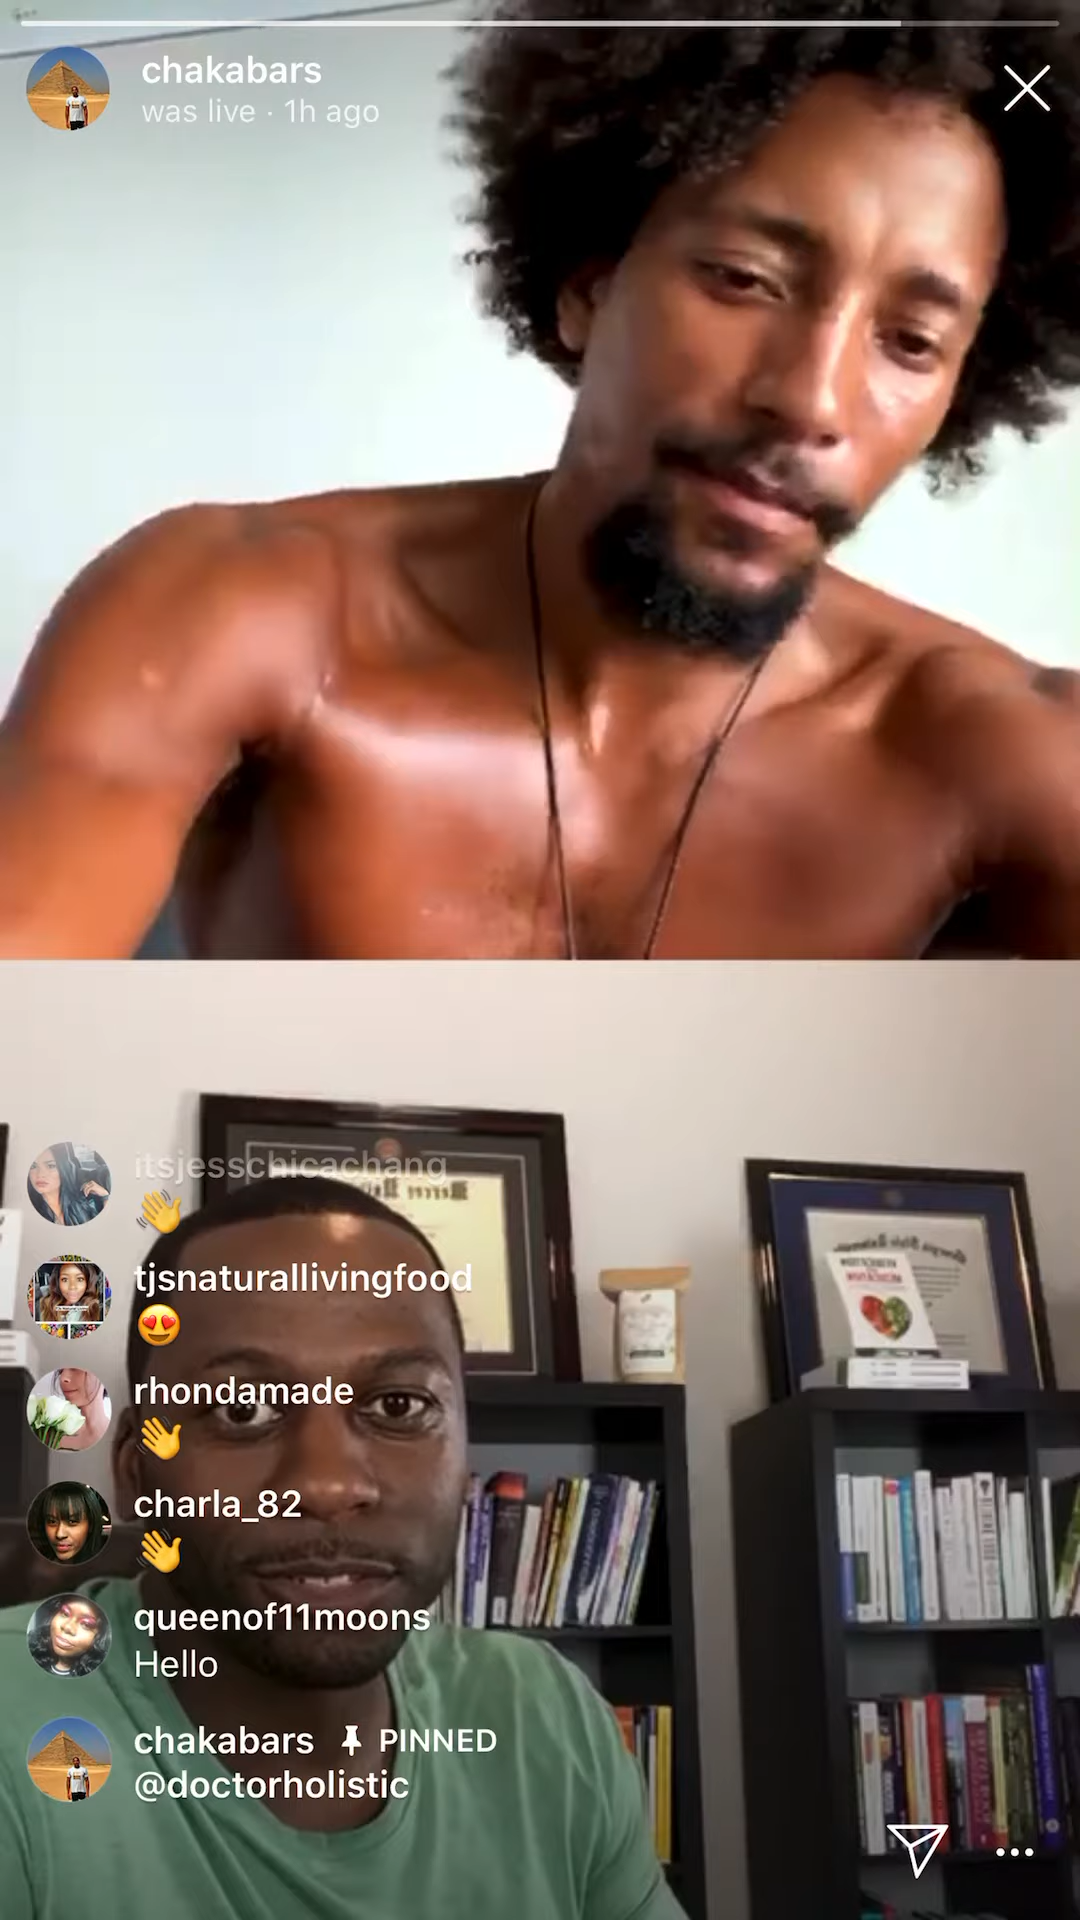 chakabars
was live · 1h ago
itsjesschicachang
👋
tjsnaturallivingfood
😍
rhondamade
👋
charla_82
👋
queenof11moons
Hello
chakabars PINNED
@doctorholistic